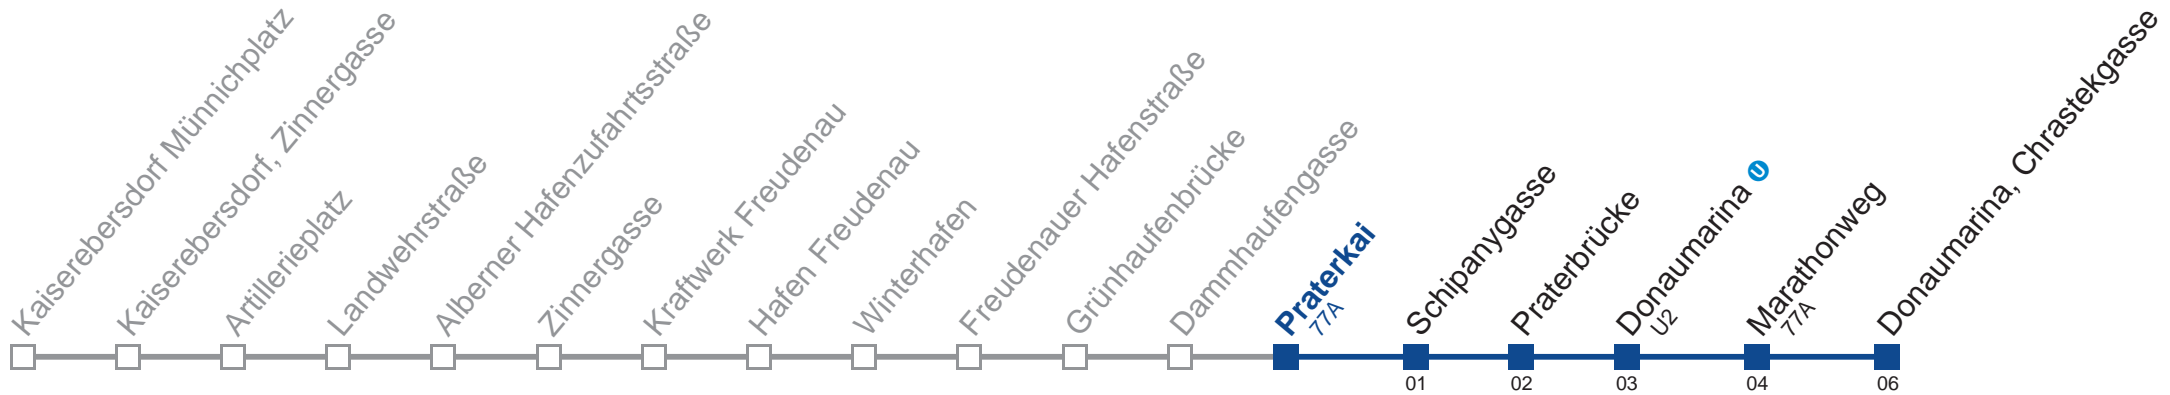 Kaiserebersdorf Münnichplatz
Kaiserebersdorf, Zinnergasse
Artillerieplatz
Landwehrstraße
Alberner Hafenzufahrtsstraße
Zinnergasse
Kraftwerk Freudenau
Hafen Freudenau
Winterhafen
Freudenauer Hafenstraße
Grünhaufenbrücke
Dammhaufengasse
Praterkai
77A
Schipanygasse
Praterbrücke
Donaumarina U
U2
Marathonweg
77A
Donaumarina, Chrastekgasse
01
02
03
04
06